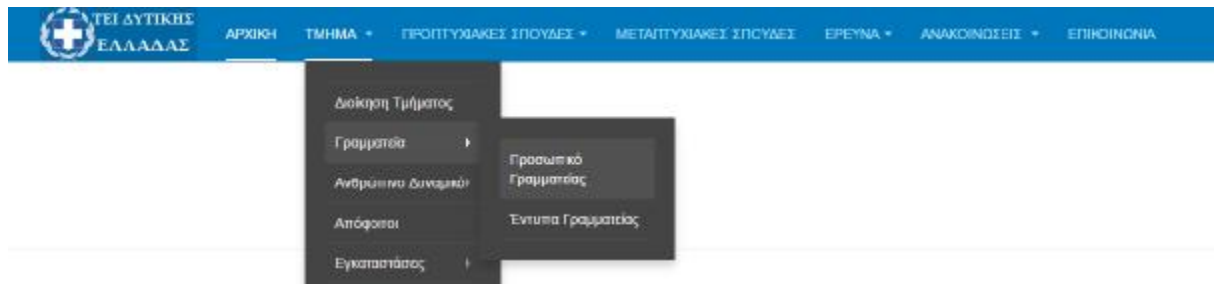 ΤΕΙ ΔΥΤΙΚΗΣ
ΕΛΛΑΔΑΣ
ΑΡΧΙΚΗ ΤΜΗΜΑ ΠΡΟΠΤΥΧΙΑΚΕΣ ΣΠΟΥΔΕΣ ΜΕΤΑΠΤΥΧΙΑΚΕΣ ΣΠΟΥΔΕΣ ΕΡΕΥΝΑ ΑΝΑΚΟΙΝΩΣΕΙΣ ΕΠΙΚΟΙΝΩΝΙΑ
Διοίκηση Τμήματος
Γραμματεία
Ανθρώπινο Δυναμικό
Απόφοιτοι
Εγκαταστάσεις
Προσωπικό
Γραμματείας
Έντυπα Γραμματείας